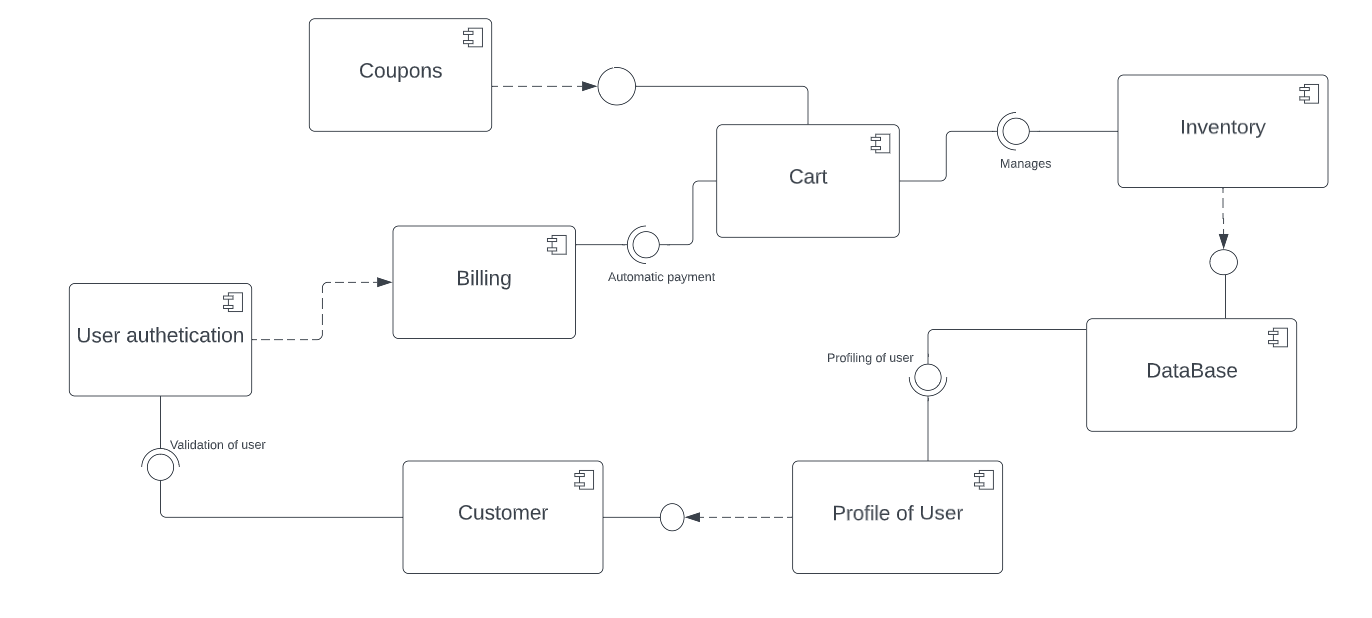 Coupons
Inventory
Cart
Manages
Billing
Automatic payment
User authetication
Profiling of user
DataBase
Validation of user
Customer
Profile of User